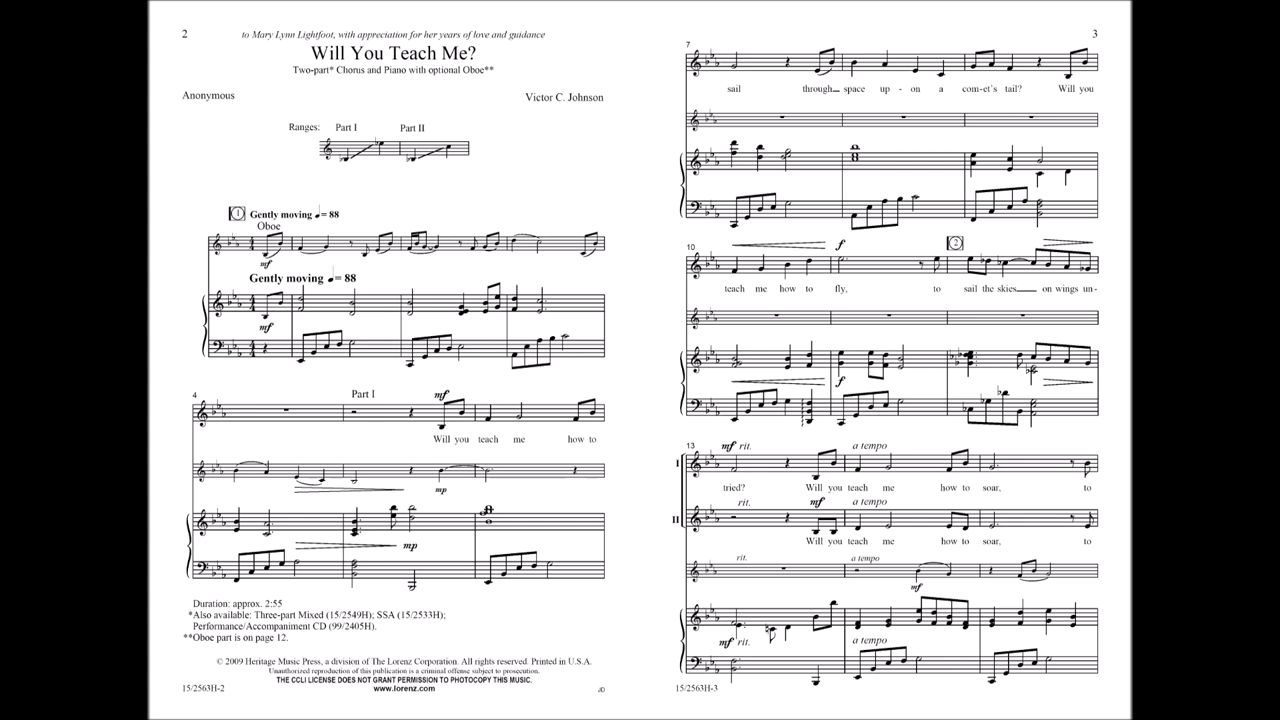 2
to Mary Lynn Lightfoot, with appreciation for her years of love and guidance
Will You Teach Me?
Two-part* Chorus and Piano with optional Oboe**
Anonymous
Victor C. Johnson
Ranges: Part I Part II
1 Gently moving ♩= 88
Oboe
mf
Gently moving ♩= 88
mf
4
Part I
mf
Will you teach me how to
mp
mp
Duration: approx. 2:55
*Also available: Three-part Mixed (15/2549H); SSA (15/2533H);
Performance/Accompaniment CD (99/2405H).
**Oboe part is on page 12.
© 2009 Heritage Music Press, a division of The Lorenz Corporation. All rights reserved. Printed in U.S.A.
Unauthorized reproduction of this publication is a criminal offense subject to prosecution.
THE CCLI LICENSE DOES NOT GRANT PERMISSION TO PHOTOCOPY THIS MUSIC.
www.lorenz.com
15/2563H-2
JD
3
7
sail through space up - on a com-et's tail? Will you
f
2
10
teach me how to fly, to sail the skies on wings un-
f
13
mf rit. a tempo
I
tried? Will you teach me how to soar, to
rit. mf a tempo
II
Will you teach me how to soar, to
rit. a tempo
mf
mf rit. a tempo
15/2563H-3